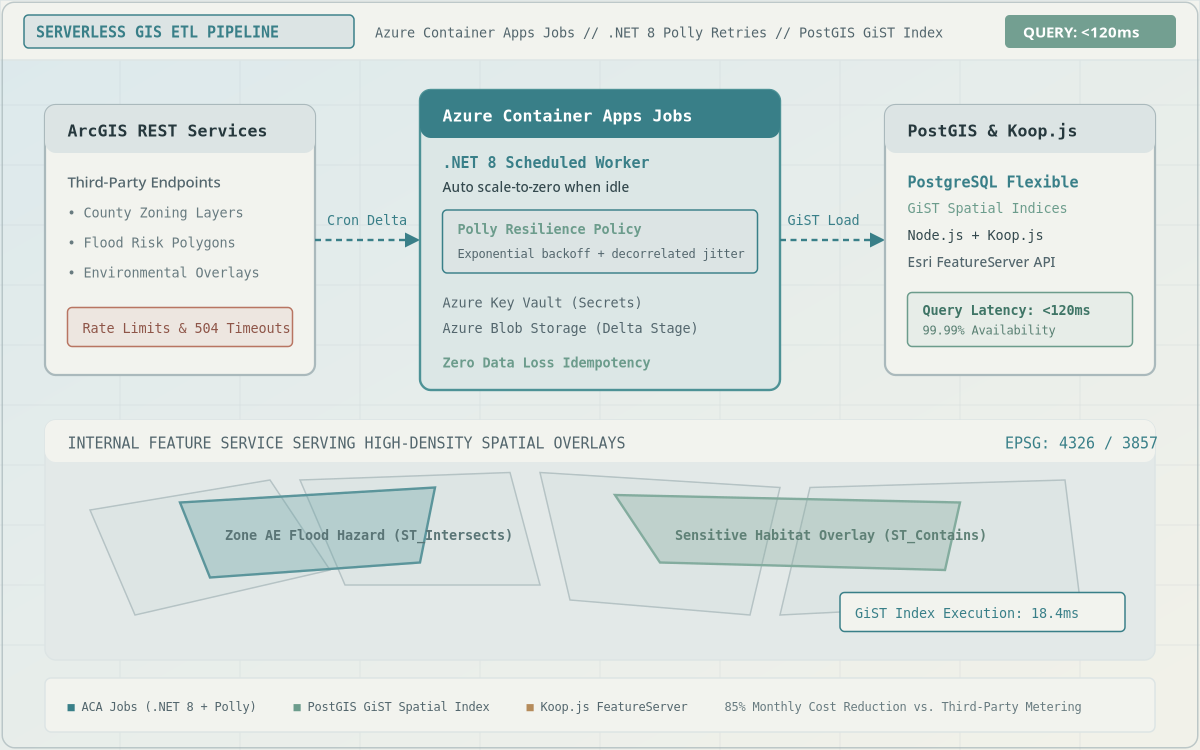 SERVERLESS GIS ETL PIPELINE
Azure Container Apps Jobs // .NET 8 Polly Retries // PostGIS GiST Index
QUERY: <120ms
ArcGIS REST Services
Third-Party Endpoints
• County Zoning Layers
• Flood Risk Polygons
• Environmental Overlays
Rate Limits & 504 Timeouts
Cron Delta
Azure Container Apps Jobs
.NET 8 Scheduled Worker
Auto scale-to-zero when idle
Polly Resilience Policy
Exponential backoff + decorrelated jitter
Azure Key Vault (Secrets)
Azure Blob Storage (Delta Stage)
Zero Data Loss Idempotency
GiST Load
PostGIS & Koop.js
PostgreSQL Flexible
GiST Spatial Indices
Node.js + Koop.js
Esri FeatureServer API
Query Latency: <120ms
99.99% Availability
INTERNAL FEATURE SERVICE SERVING HIGH-DENSITY SPATIAL OVERLAYS
EPSG: 4326 / 3857
Zone AE Flood Hazard (ST_Intersects)
Sensitive Habitat Overlay (ST_Contains)
GiST Index Execution: 18.4ms
ACA Jobs (.NET 8 + Polly)
PostGIS GiST Spatial Index
Koop.js FeatureServer
85% Monthly Cost Reduction vs. Third-Party Metering